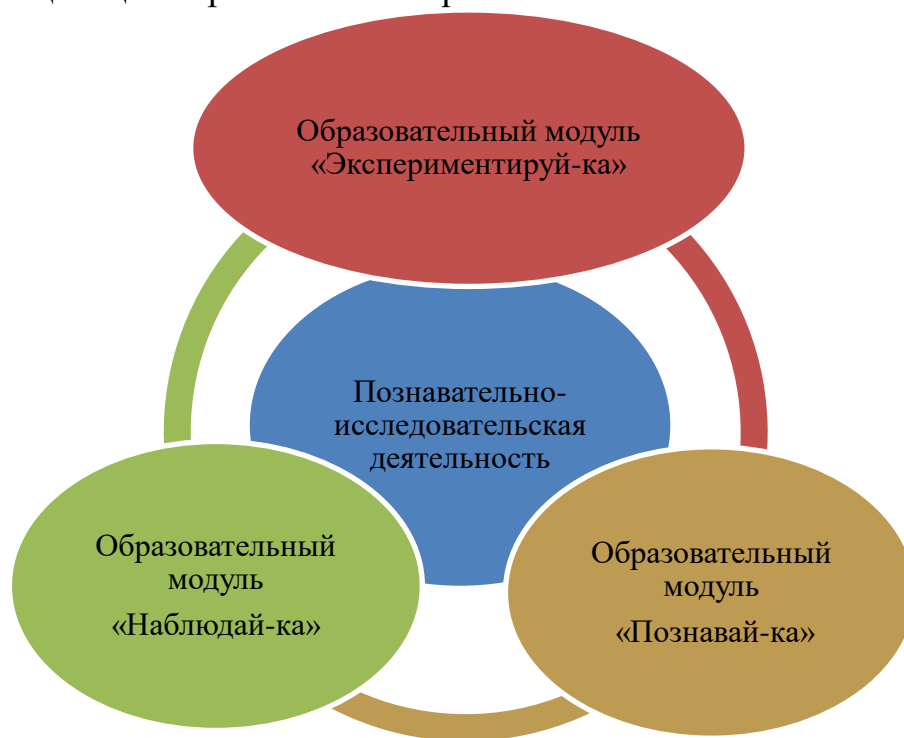 Образовательный модуль
«Экспериментируй-ка»
Познавательно-
исследовательская
деятельность
Образовательный
модуль
«Наблюдай-ка»
Образовательный
модуль
«Познавай-ка»